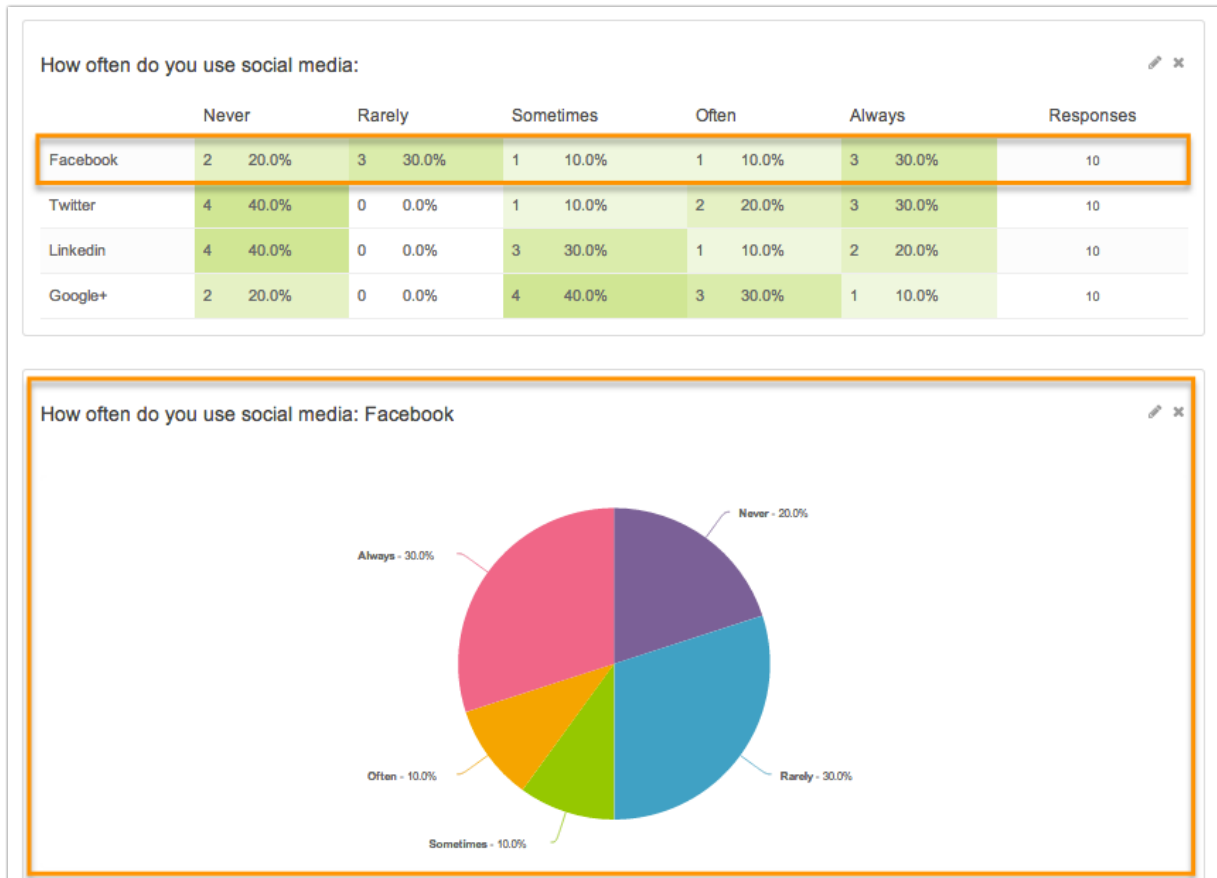 How often do you use social media:
Never Rarely Sometimes Often Always Responses
Facebook 2 20.0% 3 30.0% 1 10.0% 1 10.0% 3 30.0% 10
Twitter 4 40.0% 0 0.0% 1 10.0% 2 20.0% 3 30.0% 10
Linkedin 4 40.0% 0 0.0% 3 30.0% 1 10.0% 2 20.0% 10
Google+ 2 20.0% 0 0.0% 4 40.0% 3 30.0% 1 10.0% 10
How often do you use social media: Facebook
Never - 20.0%
Always - 30.0%
Often - 10.0%
Rarely - 30.0%
Sometimes - 10.0%